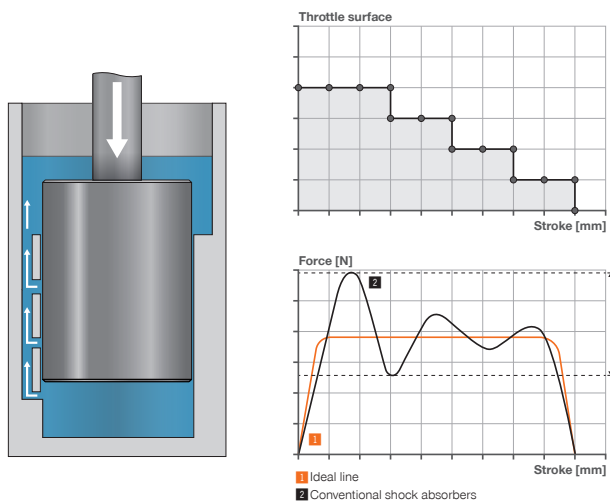 Throttle surface
Stroke [mm]
Force [N]
2
1
Stroke [mm]
1 Ideal line
2 Conventional shock absorbers